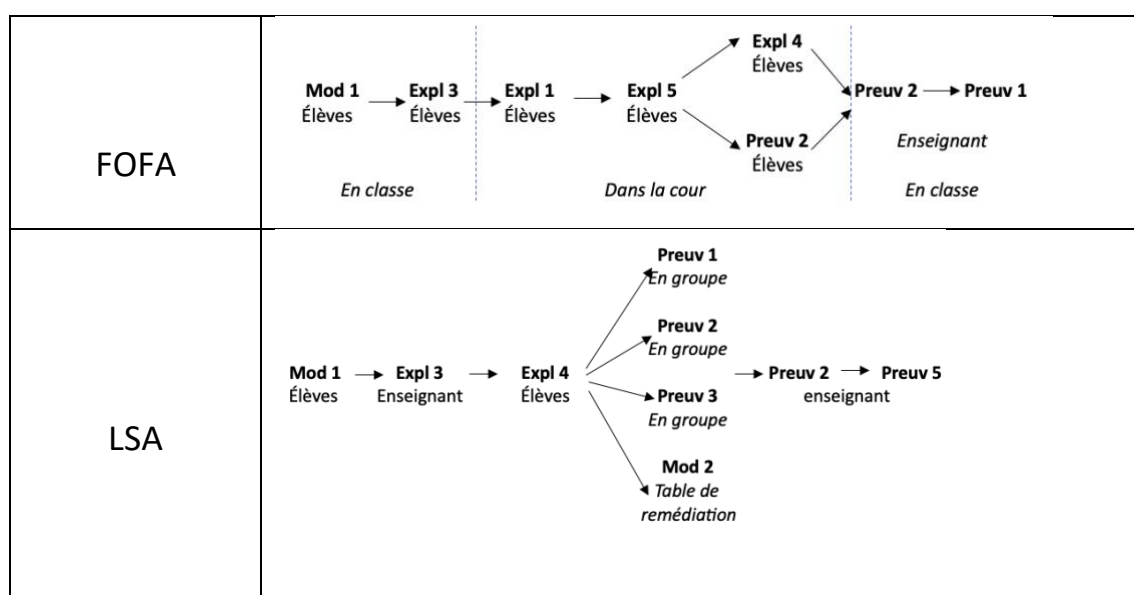 FOFA
Expl 4
Élèves
Mod 1 Expl 3 Expl 1 Expl 5 Preuv 2 Preuv 1
Élèves Élèves Élèves Élèves
Preuv 2 Enseignant
Élèves
En classe Dans la cour En classe
LSA
Preuv 1
En groupe
Preuv 2
En groupe
Mod 1 Expl 3 Expl 4 Preuv 2 Preuv 5
Élèves Enseignant Élèves enseignant
Preuv 3
En groupe
Mod 2
Table de
remédiation